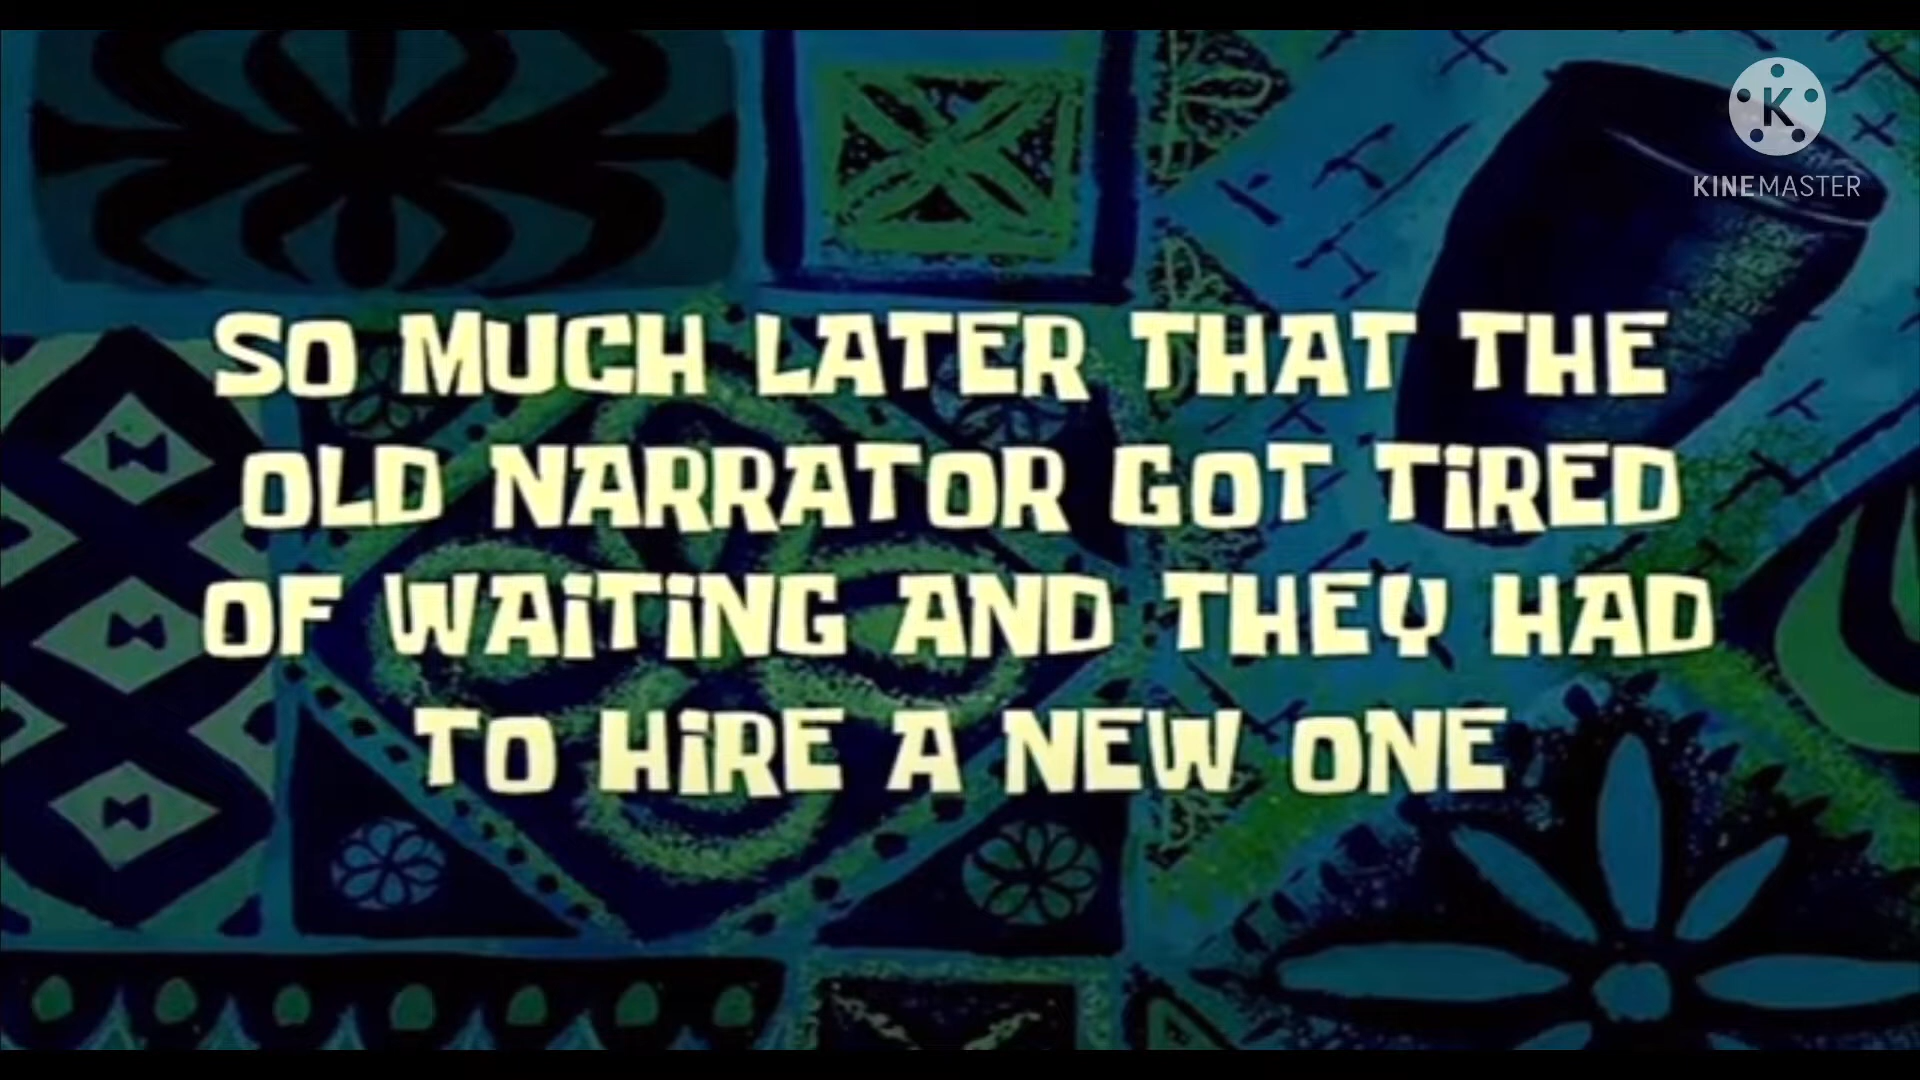 KINEMASTER
SO MUCH LATER THAT THE
OLD NARRATOR GOT TiRED
OF WAiTiNG AND THEY HAD
TO HiRE A NEW ONE